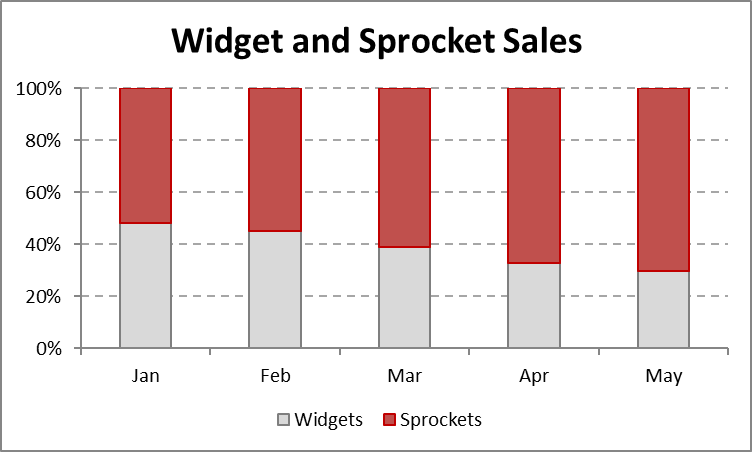 Widget and Sprocket Sales
100%
80%
60%
40%
20%
0%
Jan Feb Mar Apr May
Widgets Sprockets